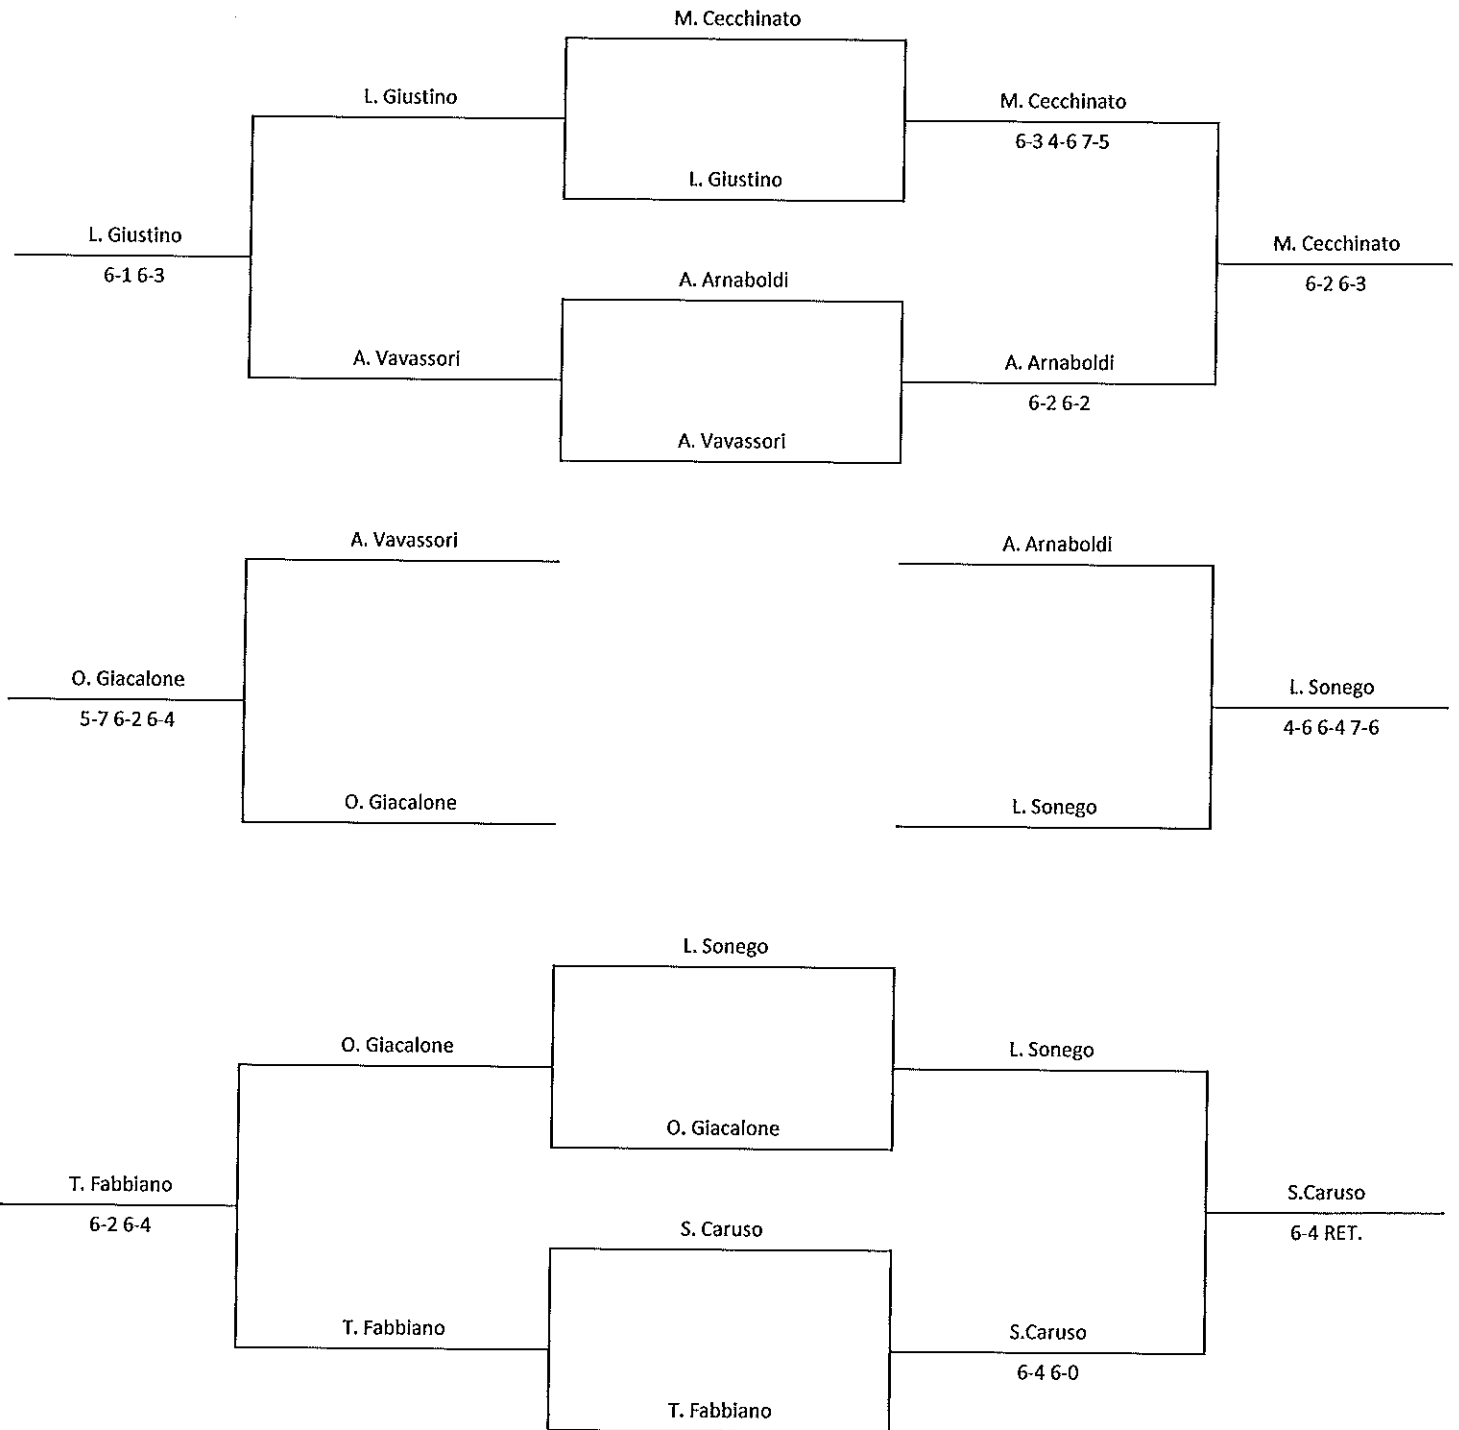 M. Cecchinato
L. Giustino
M. Cecchinato
6-3 4-6 7-5
L. Giustino
L. Giustino
6-1 6-3
M. Cecchinato
6-2 6-3
A. Arnaboldi
A. Vavassori
A. Arnaboldi
6-2 6-2
A. Vavassori
A. Vavassori
A. Arnaboldi
O. Giacalone
5-7 6-2 6-4
L. Sonego
4-6 6-4 7-6
O. Giacalone
L. Sonego
L. Sonego
O. Giacalone
L. Sonego
O. Giacalone
T. Fabbiano
6-2 6-4
S.Caruso
6-4 RET.
S. Caruso
T. Fabbiano
S.Caruso
6-4 6-0
T. Fabbiano